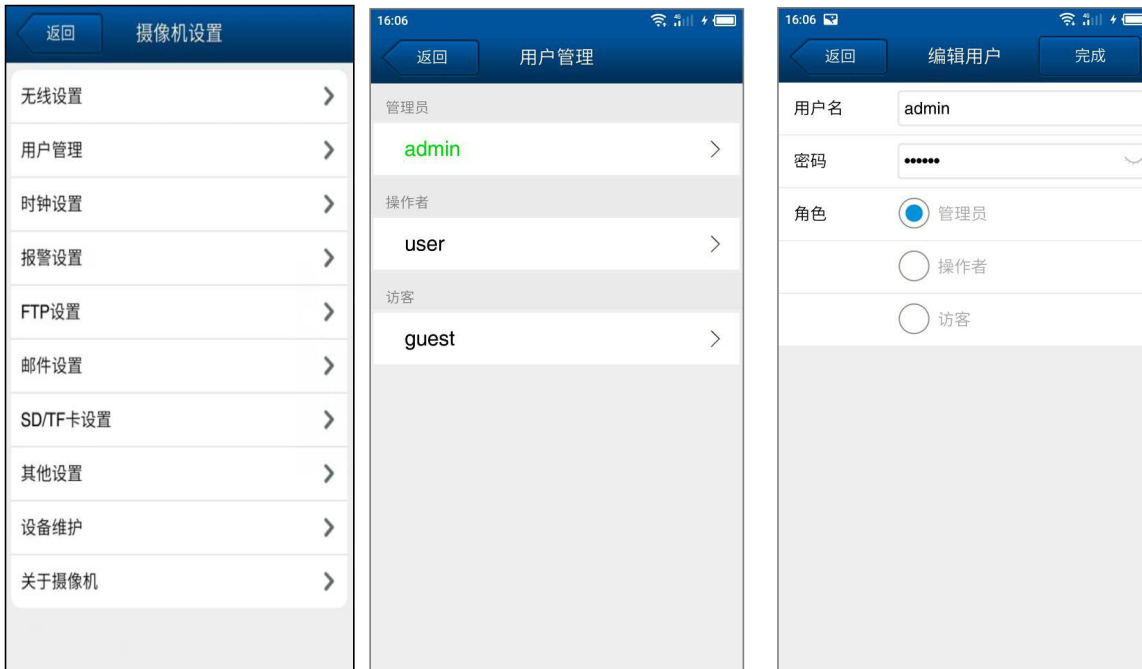 返回
摄像机设置
无线设置
用户管理
时钟设置
报警设置
FTP设置
邮件设置
SD/TF卡设置
其他设置
设备维护
关于摄像机
16:06
返回
用户管理
管理员
admin
操作者
user
访客
guest
16:06
返回
编辑用户
完成
用户名
admin
密码
••••••
角色
管理员
操作者
访客